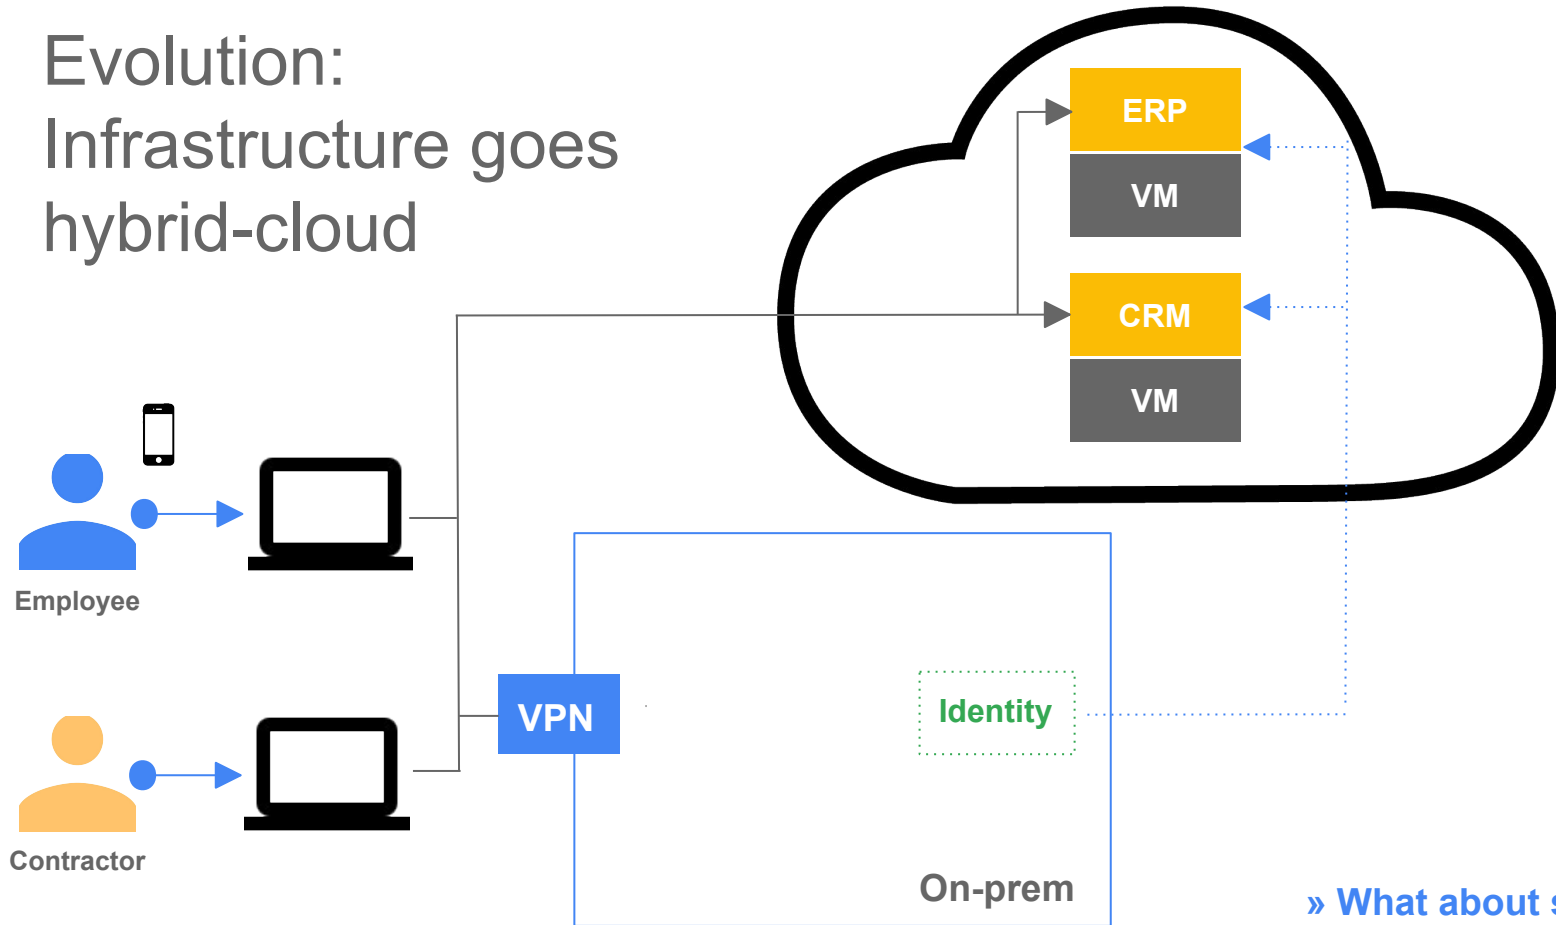 Evolution:
Infrastructure goes
hybrid-cloud
ERP
VM
CRM
VM
Employee
VPN
Identity
Contractor
On-prem
» What about